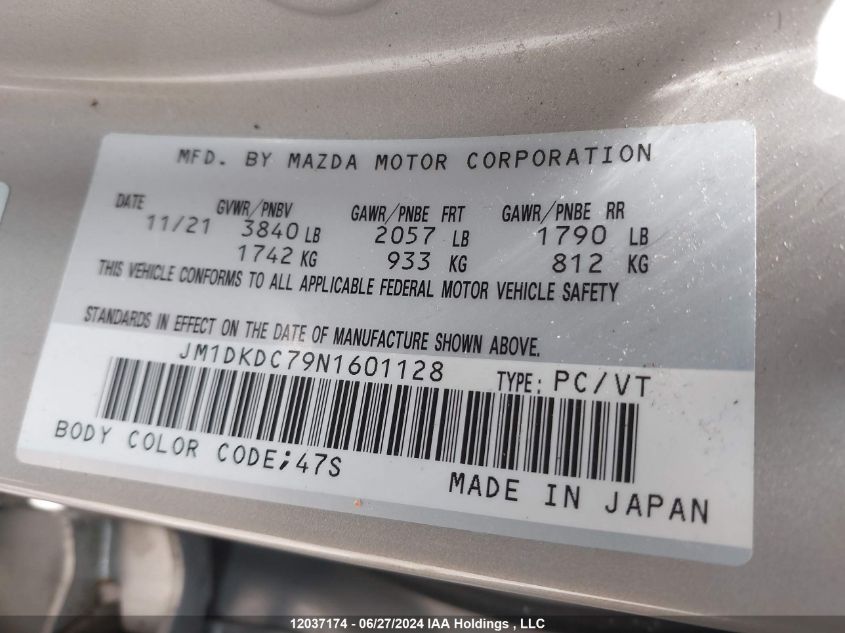 MFD. BY MAZDA MOTOR CORPORATION
DATE GVWR/PNBV GAWR/PNBE FRT GAWR/PNBE RR
11/21 3840 LB 2057 LB 1790 LB
1742 KG 933 KG 812 KG
THIS VEHICLE CONFORMS TO ALL APPLICABLE FEDERAL MOTOR VEHICLE SAFETY
STANDARDS IN EFFECT ON THE DATE OF MANUFACTURE SHOWN ABOVE.
JM1DKDC79N1601128 TYPE: PC/VT
BODY COLOR CODE;47S
MADE IN JAPAN
12037174 - 06/27/2024 IAA Holdings , LLC